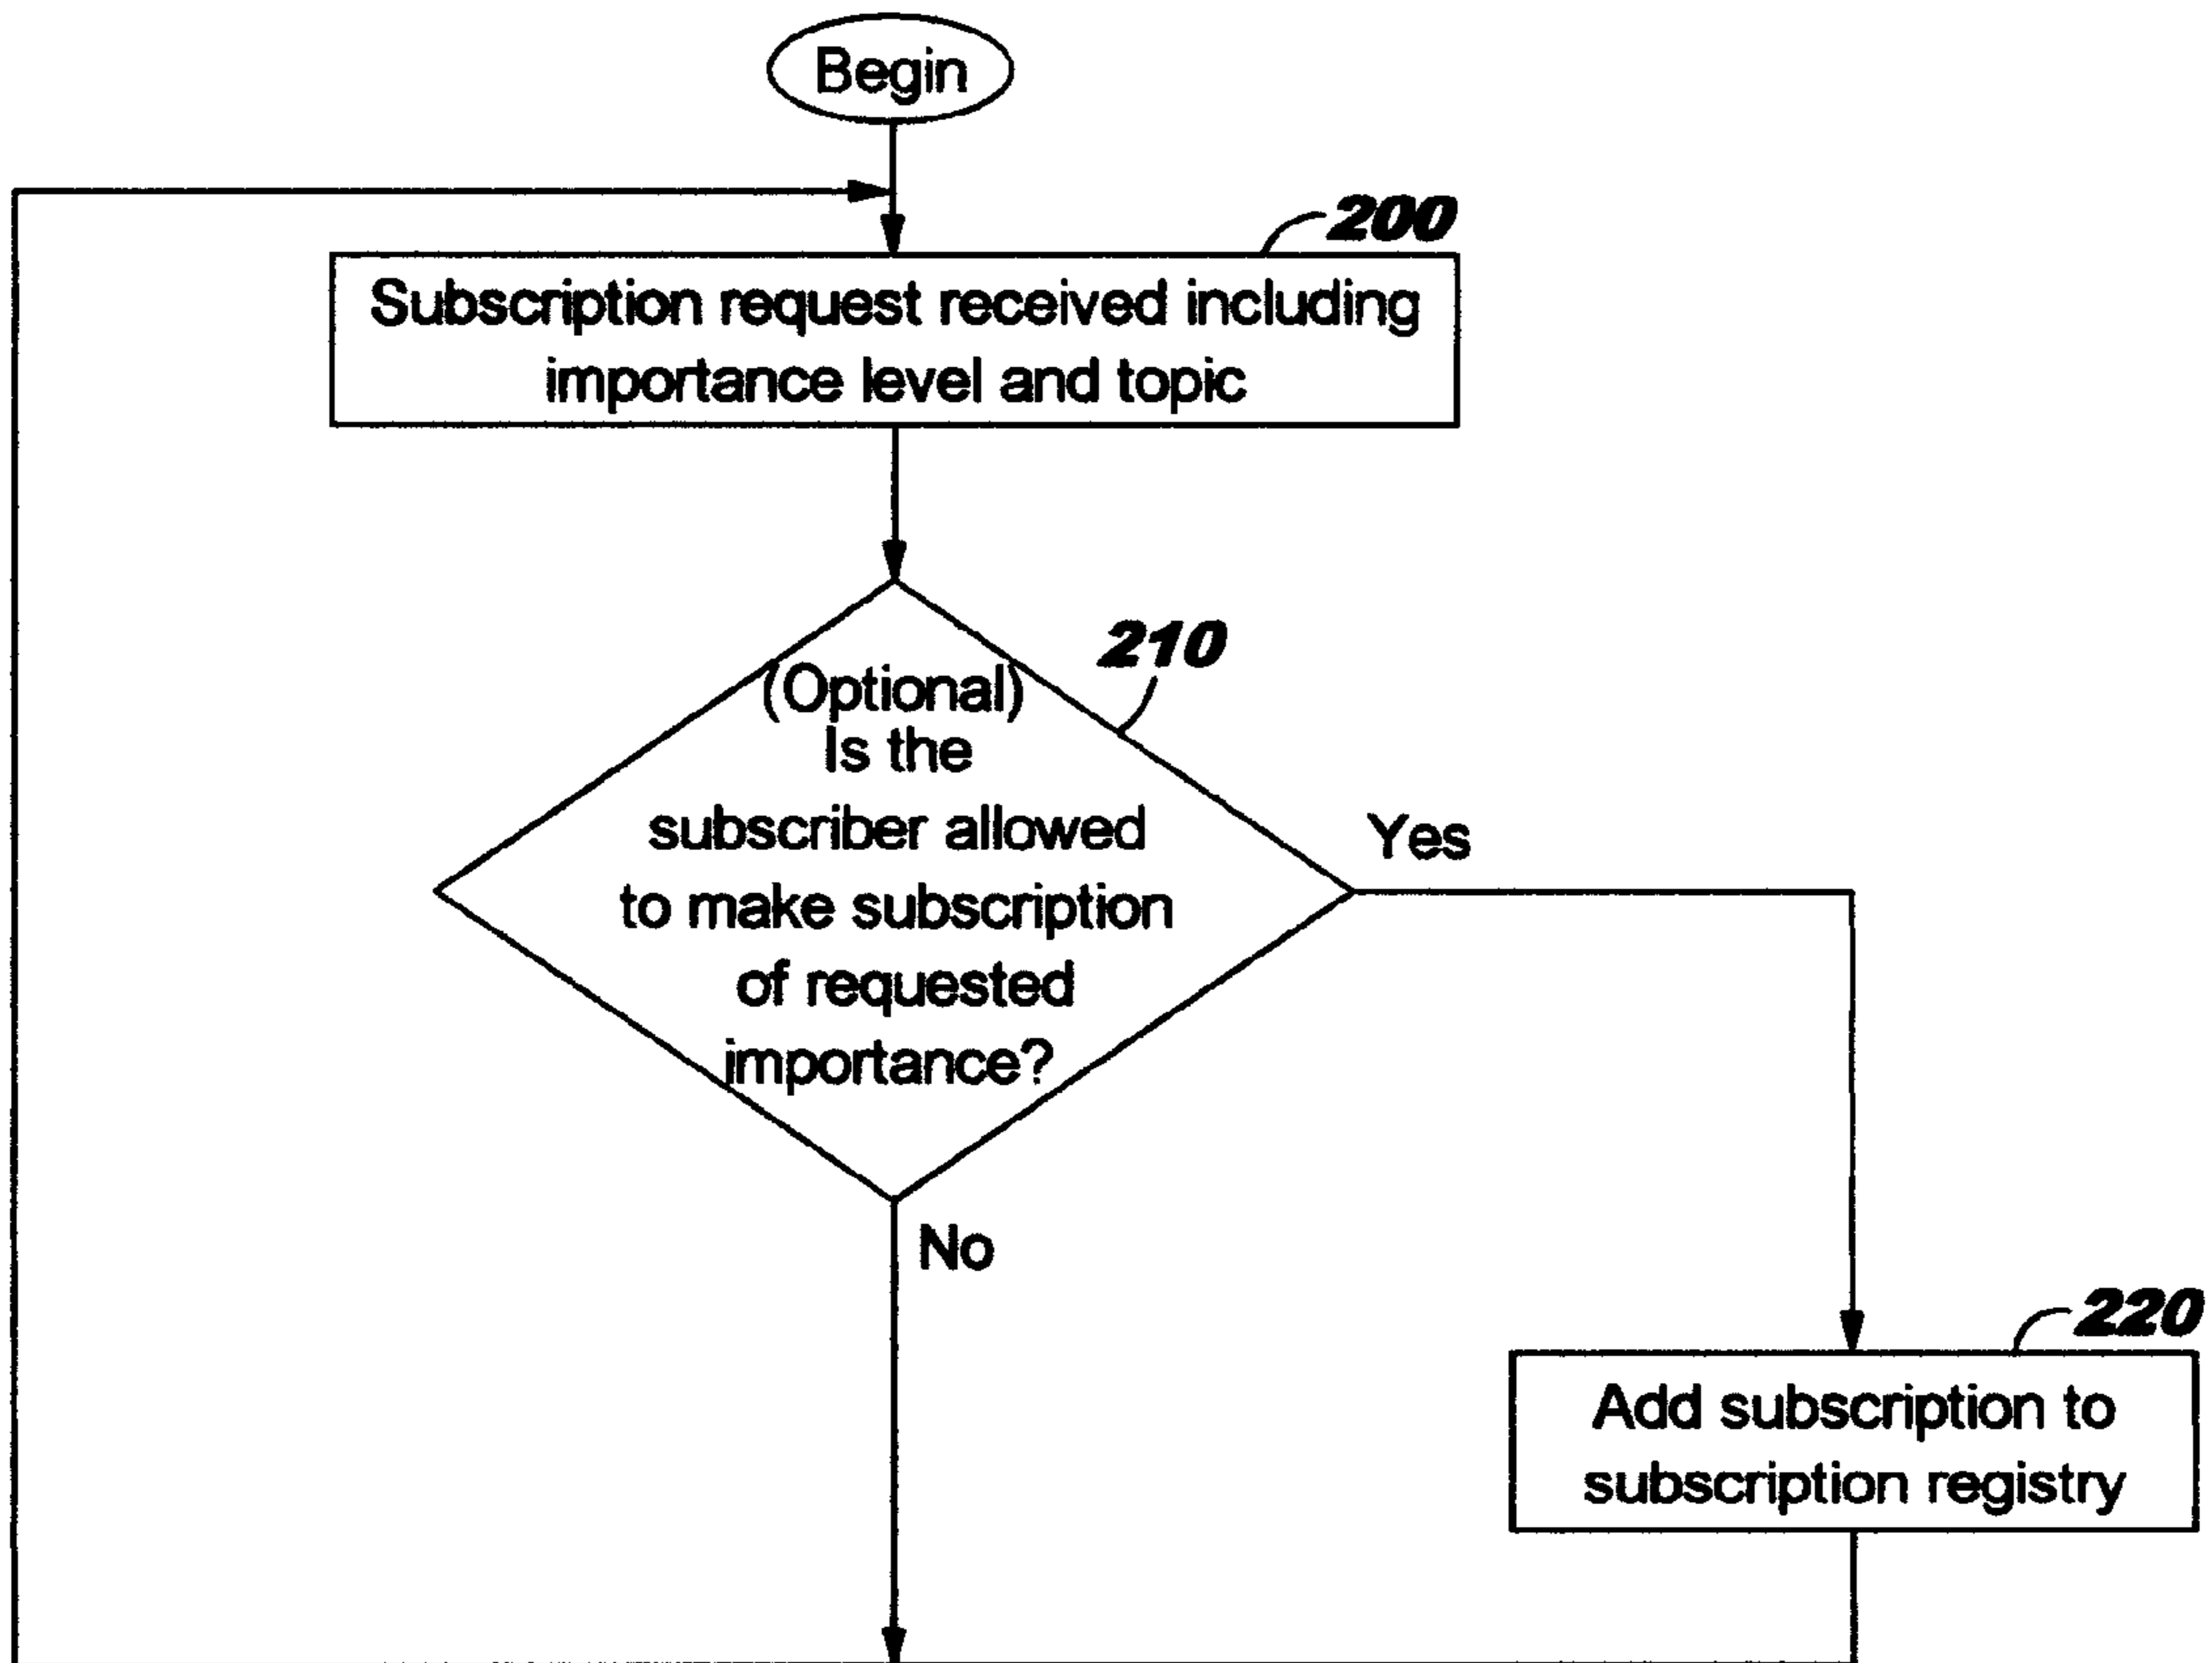 Begin
200
Subscription request received including
importance level and topic
210
(Optional)
Is the
subscriber allowed
to make subscription
of requested
importance?
Yes
No
220
Add subscription to
subscription registry